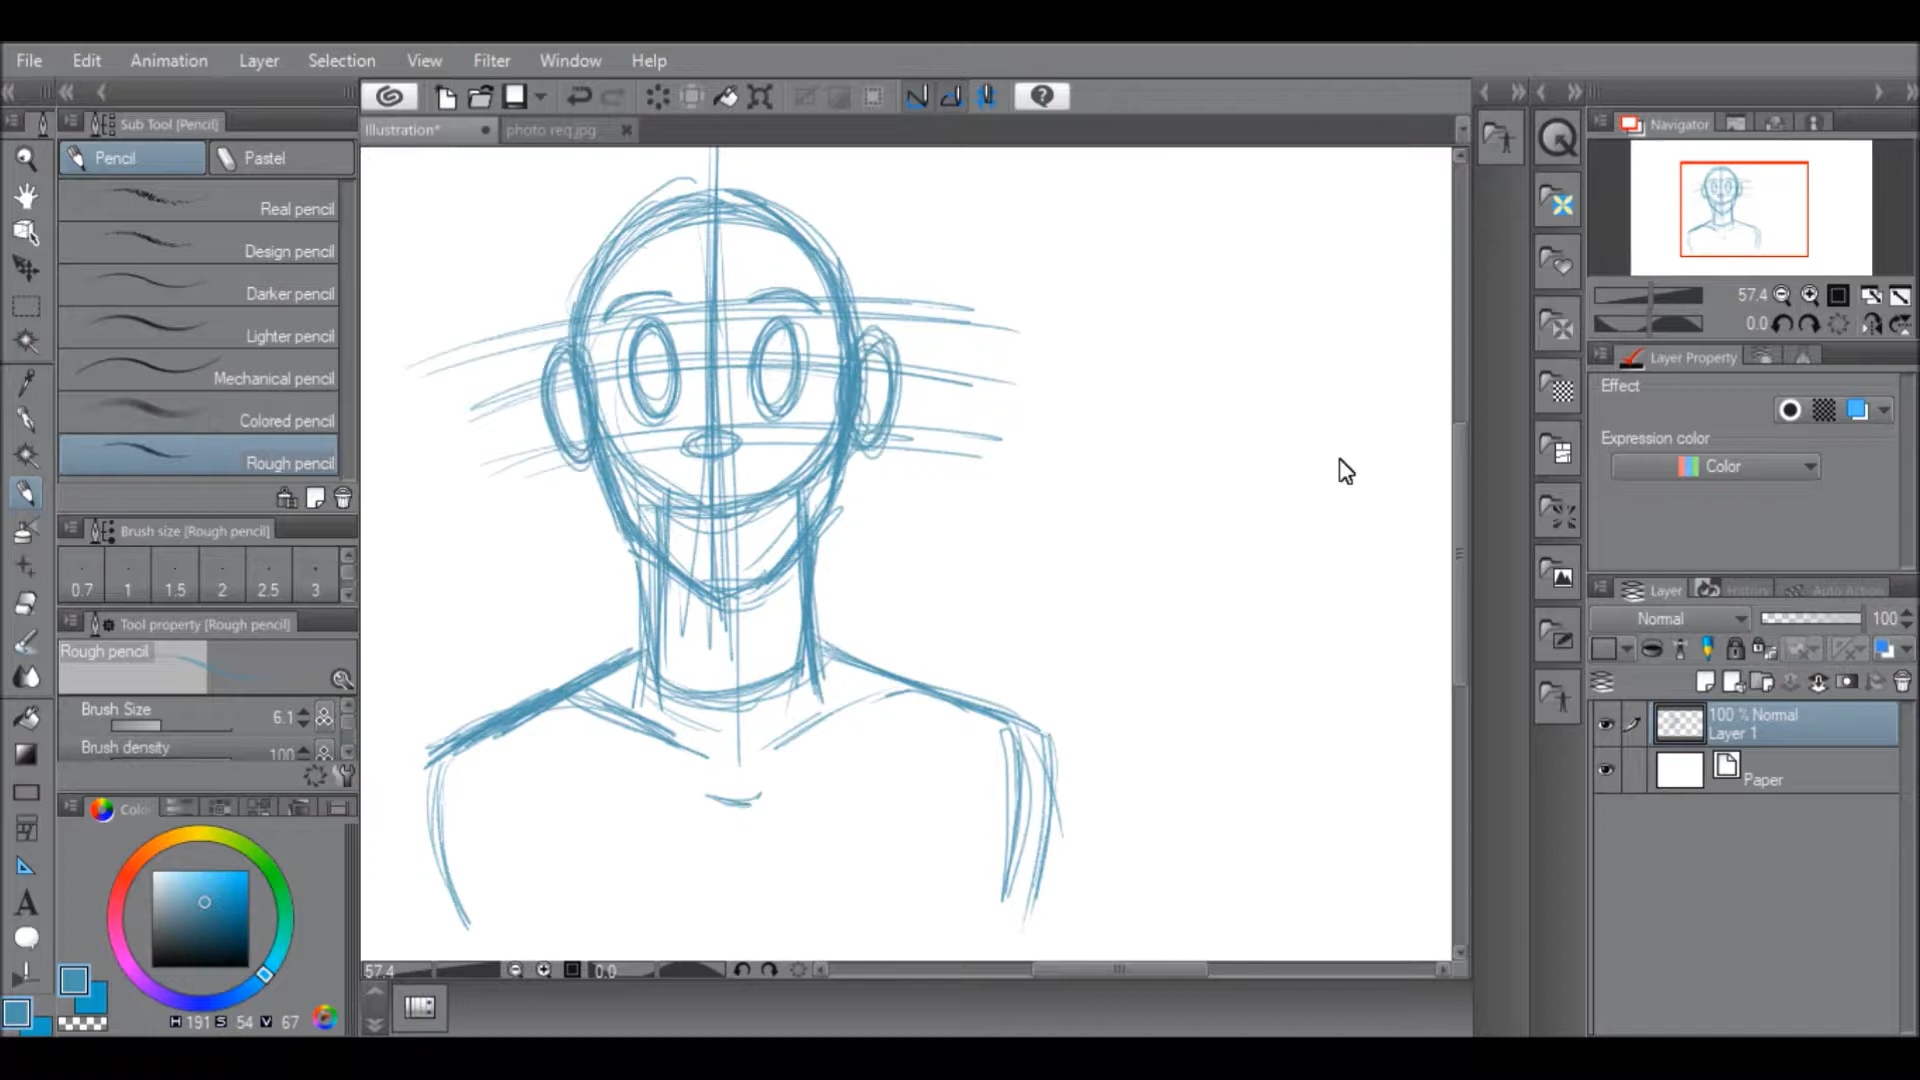 File Edit Animation Layer Selection View Filter Window Help
Sub Tool [Pencil]
Pencil Pastel
Real pencil
Design pencil
Darker pencil
Lighter pencil
Mechanical pencil
Colored pencil
Rough pencil
Brush size [Rough pencil]
0.7 1 1.5 2 2.5 3
Tool property [Rough pencil]
Rough pencil
Brush Size 6.1
Brush density 100
Colo
H 191 S 54 V 67
Illustration* photo req.jpg
57.4 0.0
Navigator
57.4
0.0
Layer Property
Effect
Expression color
Color
Layer History Auto Action
Normal 100
100 % Normal
Layer 1
Paper